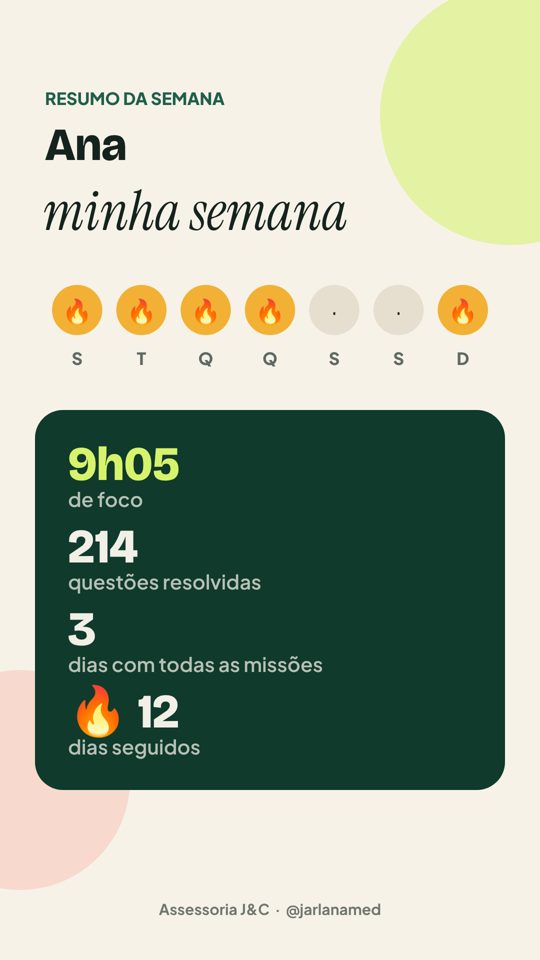 RESUMO DA SEMANA
Ana
minha semana
🔥 🔥 🔥 🔥 . . 🔥
S T Q Q S S D
9h05
de foco
214
questões resolvidas
3
dias com todas as missões
🔥 12
dias seguidos
Assessoria J&C · @jarlanamed